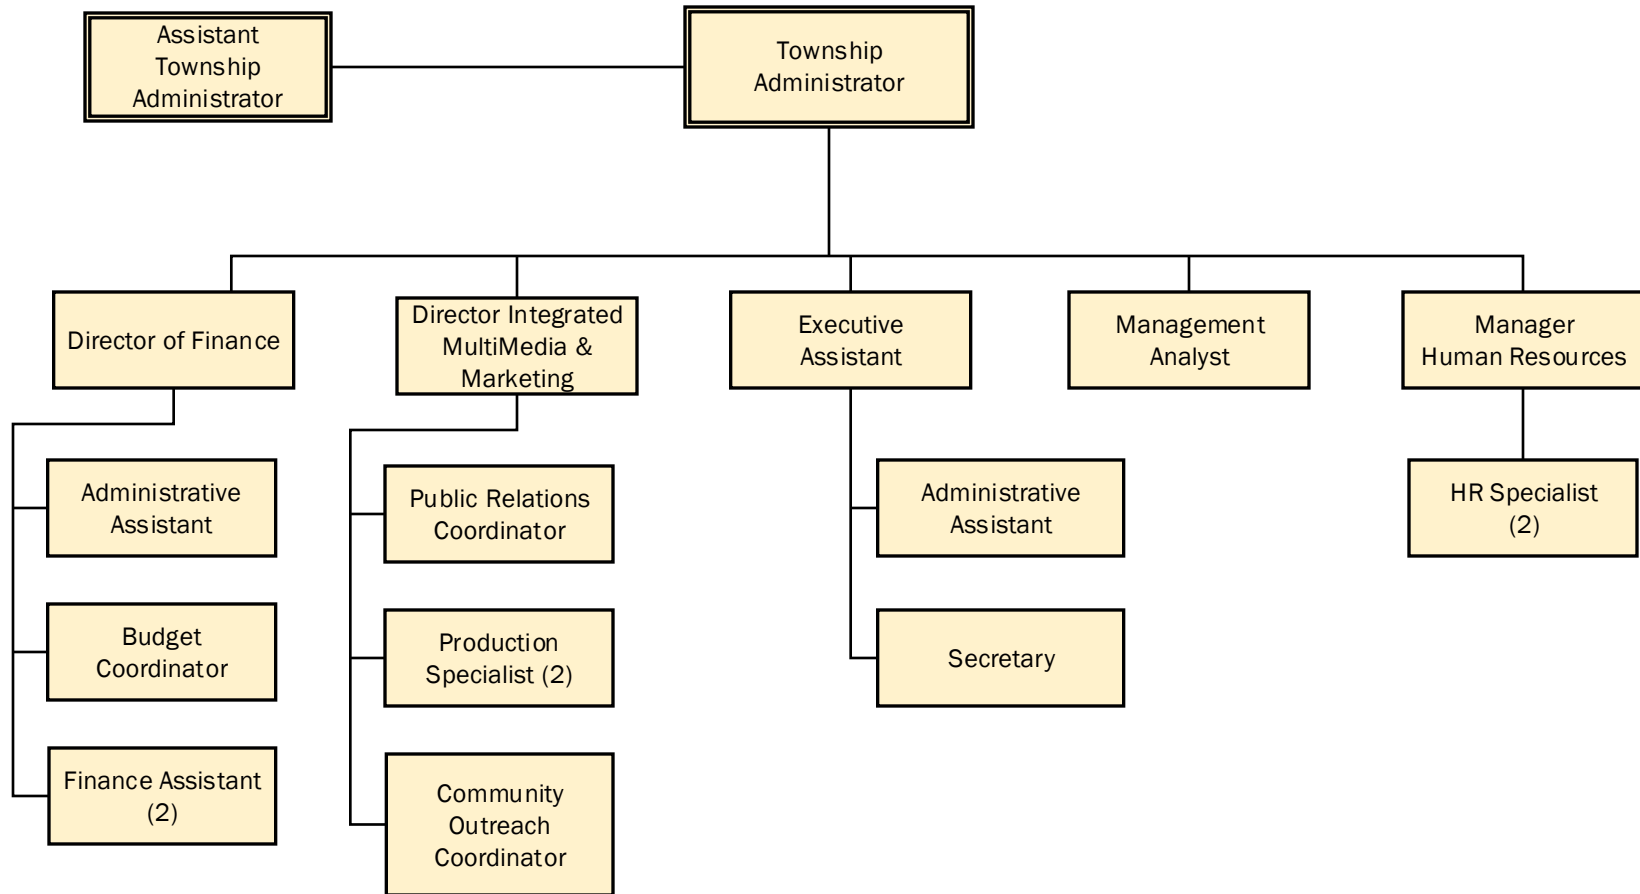 Assistant
Township
Administrator
Township
Administrator
Director of Finance
Director Integrated
MultiMedia &
Marketing
Executive
Assistant
Management
Analyst
Manager
Human Resources
Administrative
Assistant
Budget
Coordinator
Finance Assistant
(2)
Public Relations
Coordinator
Production
Specialist (2)
Community
Outreach
Coordinator
Administrative
Assistant
Secretary
HR Specialist
(2)